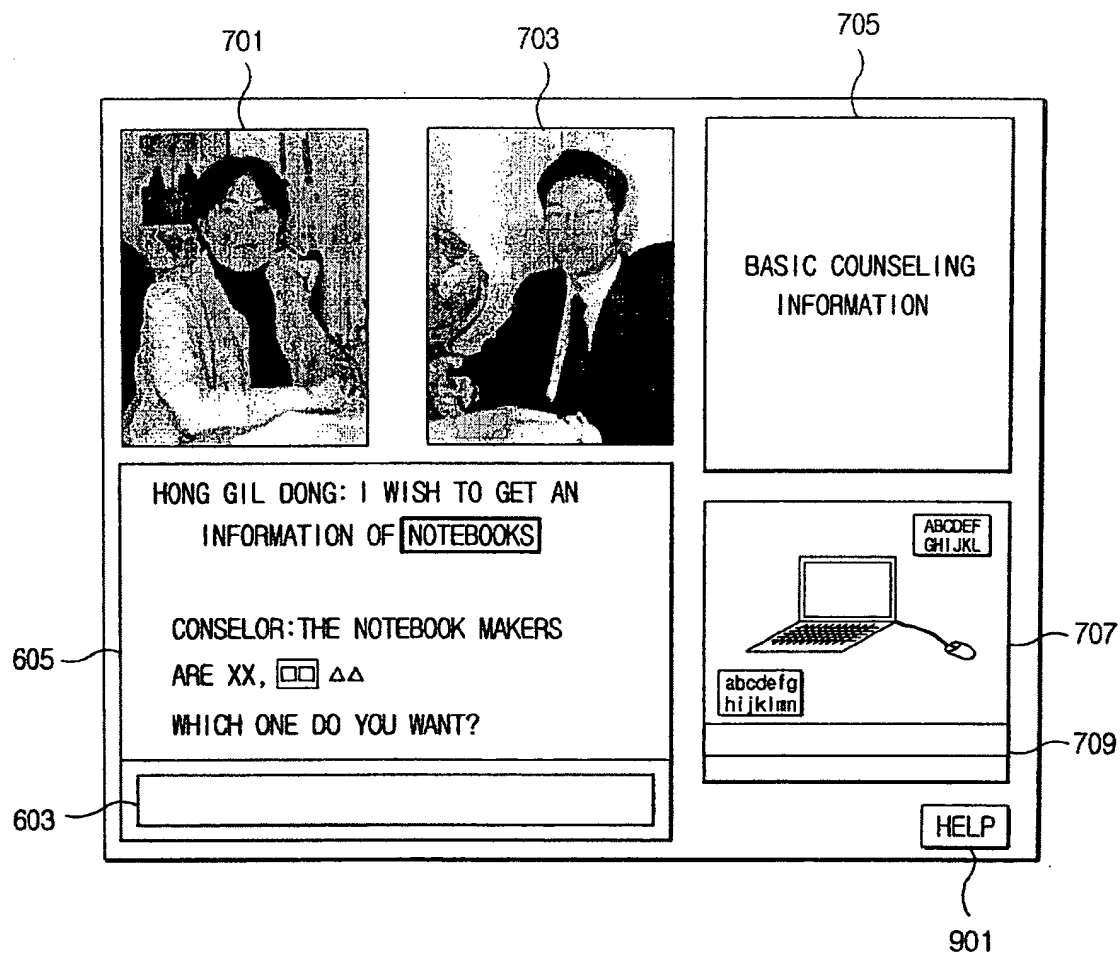 701
703
705
BASIC COUNSELING
INFORMATION
HONG GIL DONG: I WISH TO GET AN
INFORMATION OF NOTEBOOKS
CONSELOR:THE NOTEBOOK MAKERS
ARE XX, □□ △△
WHICH ONE DO YOU WANT?
605
603
ABCDEF
GHIJKL
abcdefg
hijklmn
707
709
HELP
901